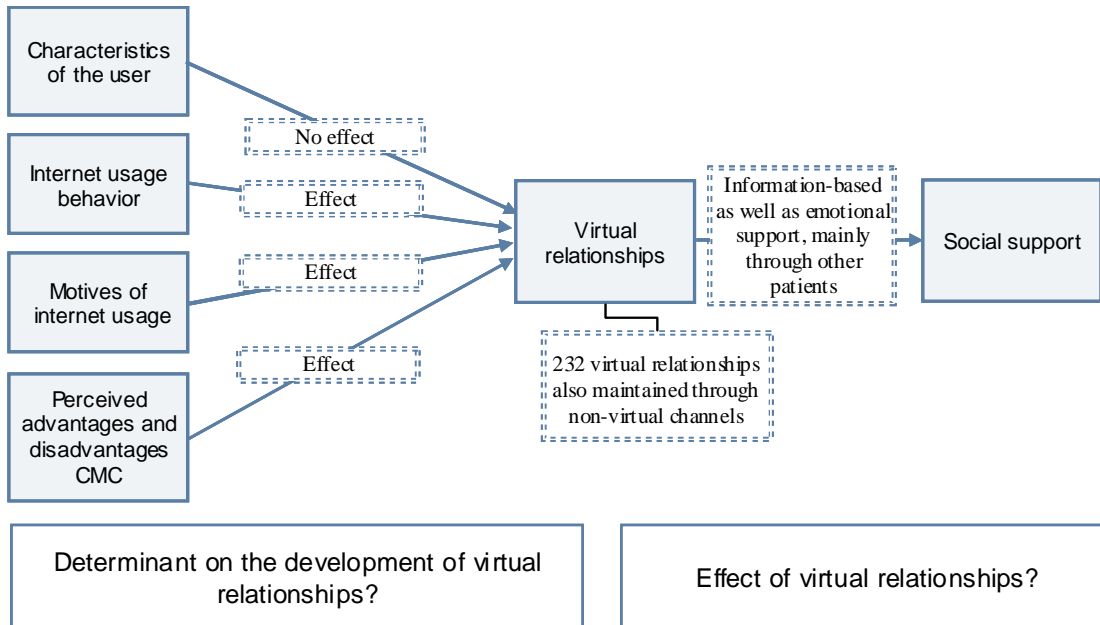 Characteristics
of the user
No effect
Internet usage
behavior
Effect
Motives of
internet usage
Effect
Perceived
advantages and
disadvantages
CMC
Effect
Virtual
relationships
232 virtual relationships
also maintained through
non-virtual channels
Information-based
as well as emotional
support, mainly
through other
patients
Social support
Determinant on the development of virtual
relationships?
Effect of virtual relationships?